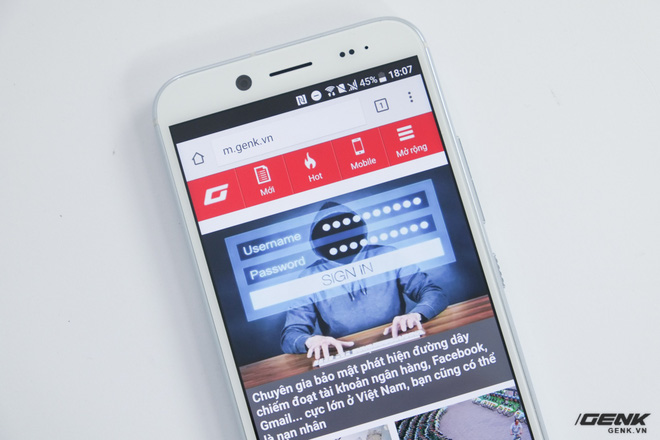 45% 18:07
m.genk.vn
1
Mới
Hot
Mobile
Mở rộng
Username
Password
SIGN IN
Chuyên gia bảo mật phát hiện đường dây
chiếm đoạt tài khoản ngân hàng, Facebook,
Gmail... cực lớn ở Việt Nam, bạn cũng có thể
là nạn nhân
GENK
GENK.VN